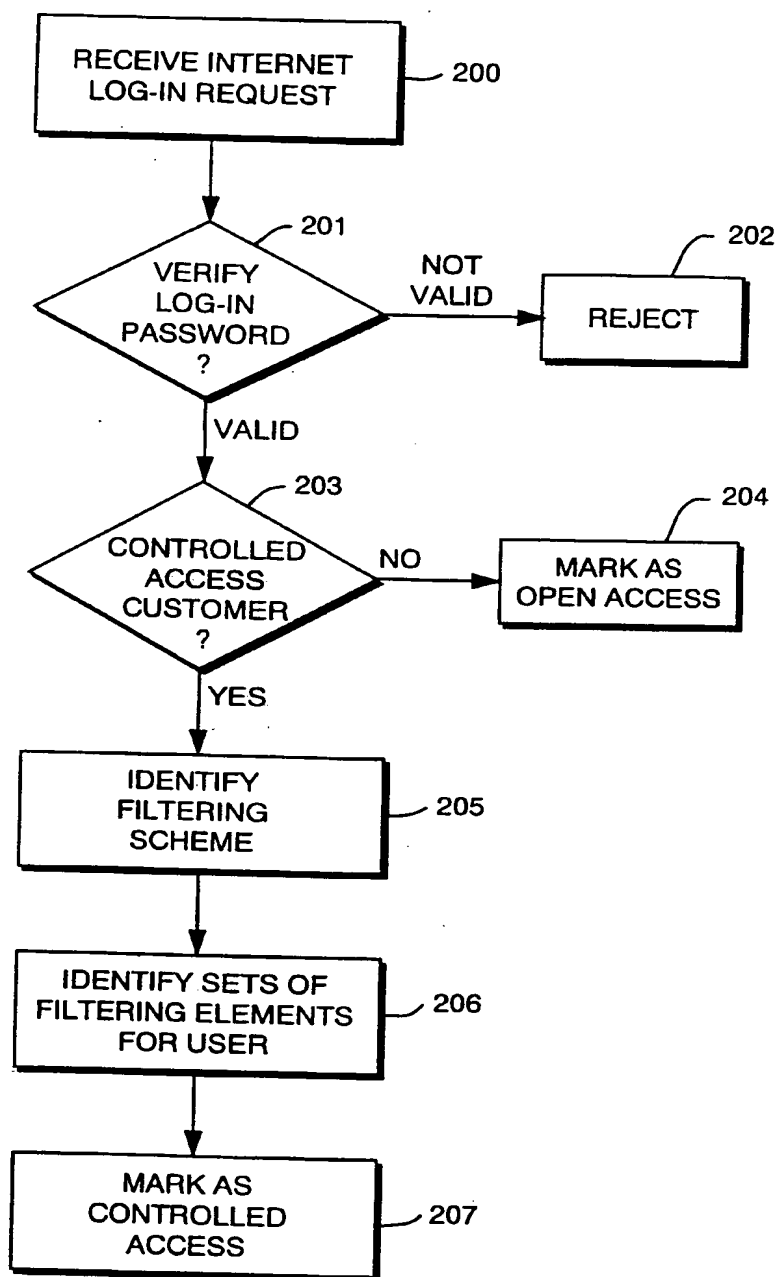 RECEIVE INTERNET
LOG-IN REQUEST
200
201
VERIFY
LOG-IN
PASSWORD
?
NOT
VALID
202
REJECT
VALID
203
CONTROLLED
ACCESS
CUSTOMER
?
NO
204
MARK AS
OPEN ACCESS
YES
IDENTIFY
FILTERING
SCHEME
205
IDENTIFY SETS OF
FILTERING ELEMENTS
FOR USER
206
MARK AS
CONTROLLED
ACCESS
207